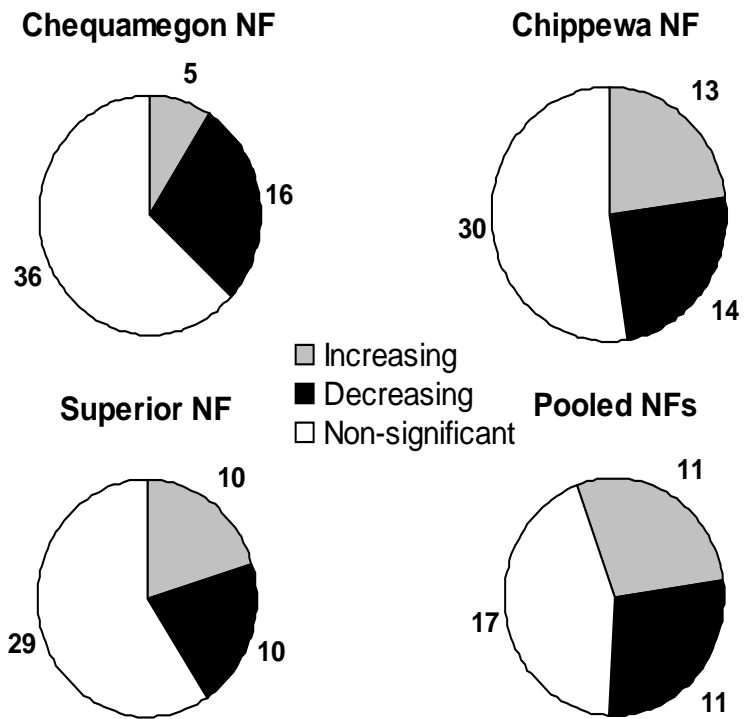 Chequamegon NF
5
16
36
Chippewa NF
13
30
14
Increasing
Decreasing
Non-significant
Superior NF
10
29
10
Pooled NFs
11
17
11